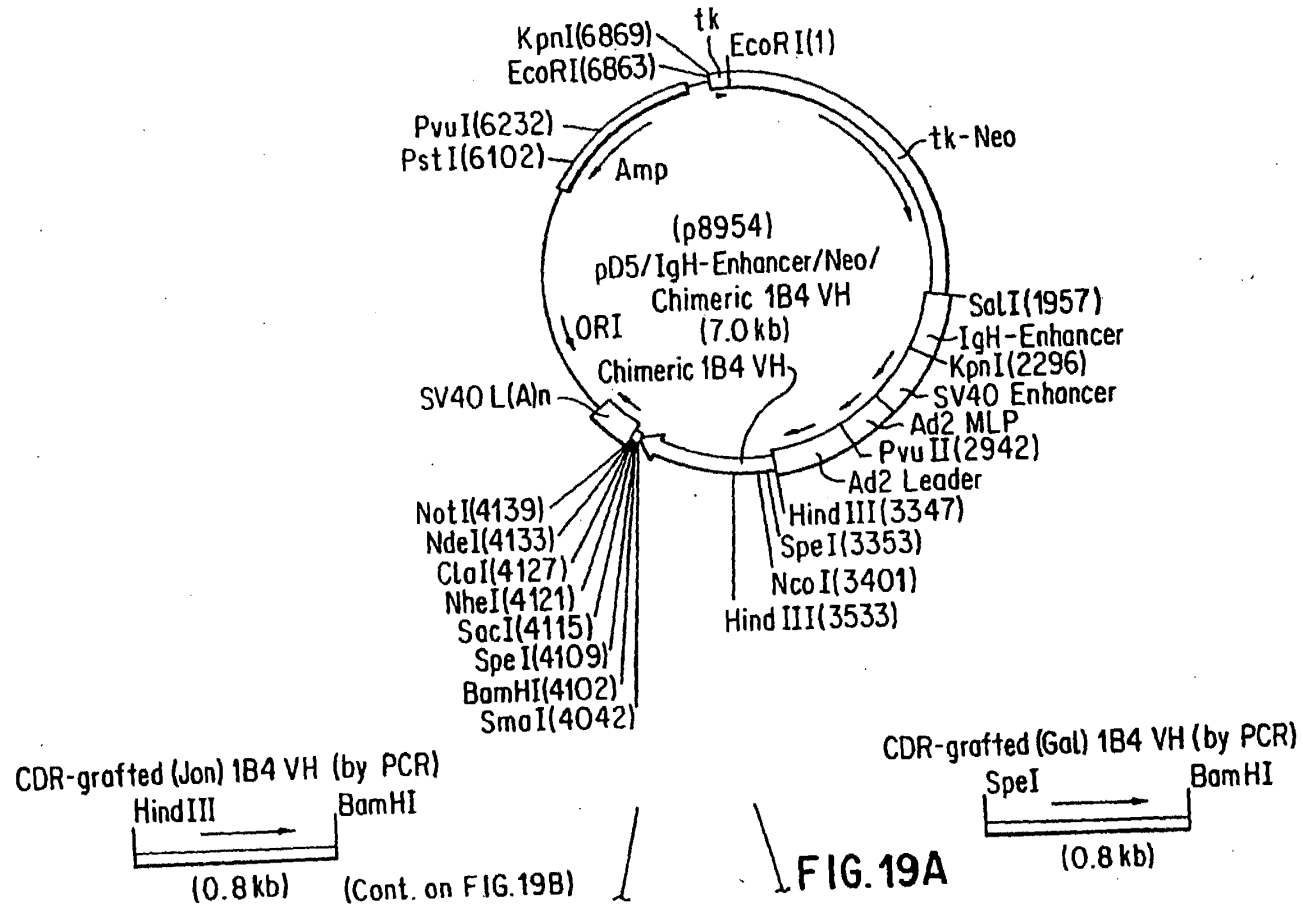 tk
KpnI(6869)
EcoRI(1)
EcoRI(6863)
PvuI(6232)
PstI(6102)
Amp
tk-Neo
(p8954)
pD5/IgH-Enhancer/Neo/
Chimeric 1B4 VH
(7.0 kb)
ORI
Chimeric 1B4 VH
SalI(1957)
IgH-Enhancer
KpnI(2296)
SV40 Enhancer
Ad2 MLP
PvuII(2942)
Ad2 Leader
SV40 L(A)n
HindIII(3347)
SpeI(3353)
NcoI(3401)
HindIII(3533)
NotI(4139)
NdeI(4133)
ClaI(4127)
NheI(4121)
SacI(4115)
SpeI(4109)
BamHI(4102)
SmaI(4042)
CDR-grafted (Jon) 1B4 VH (by PCR)
HindIII BamHI
(0.8 kb)
(Cont. on FIG.19B)
CDR-grafted (Gal) 1B4 VH (by PCR)
SpeI BamHI
(0.8 kb)
FIG.19A